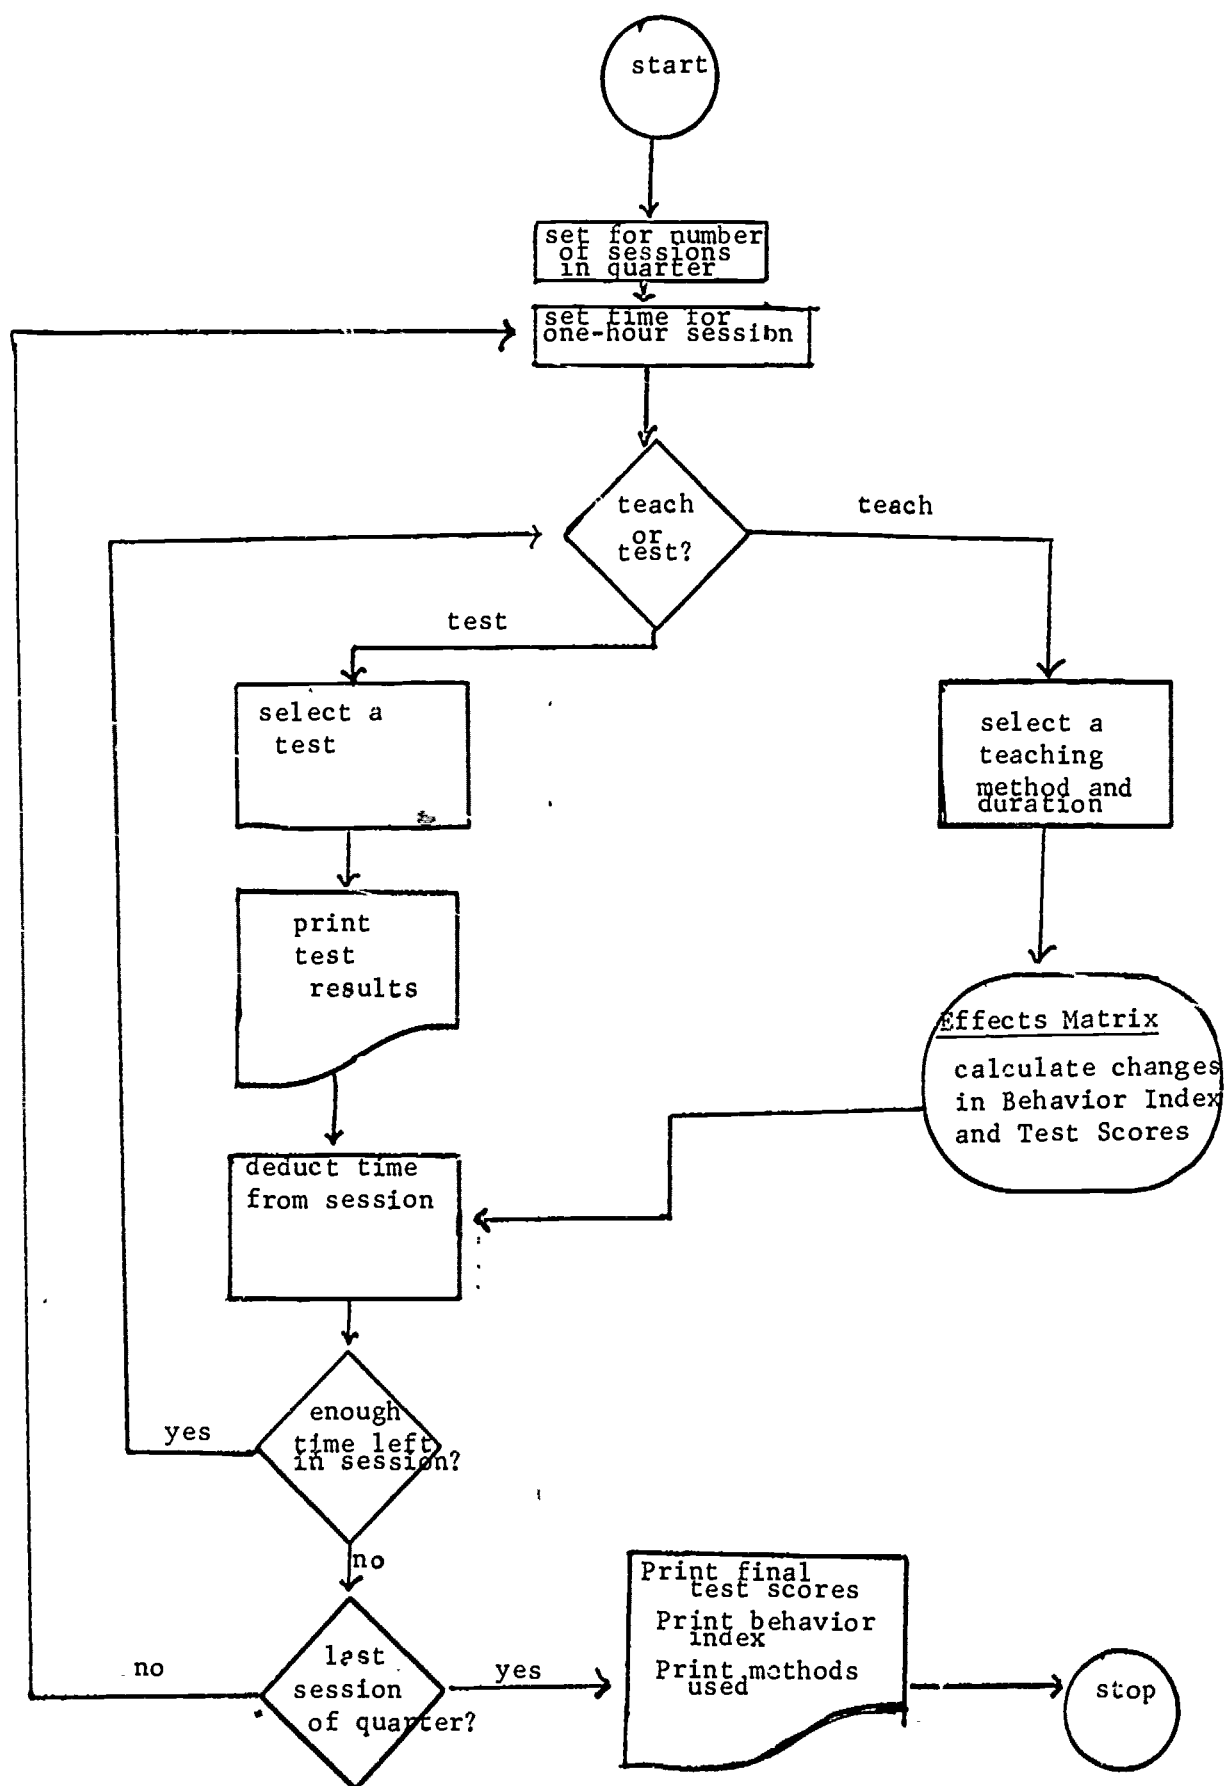 start
set for number
of sessions
in quarter
set time for
one-hour session
teach
or
test?
teach
test
select a
test
select a
teaching
method and
duration
print
test
results
Effects Matrix
calculate changes
in Behavior Index
and Test Scores
deduct time
from session
enough
time left
in session?
yes
no
last
session
of quarter?
no
yes
Print final
test scores
Print behavior
index
Print methods
used
stop